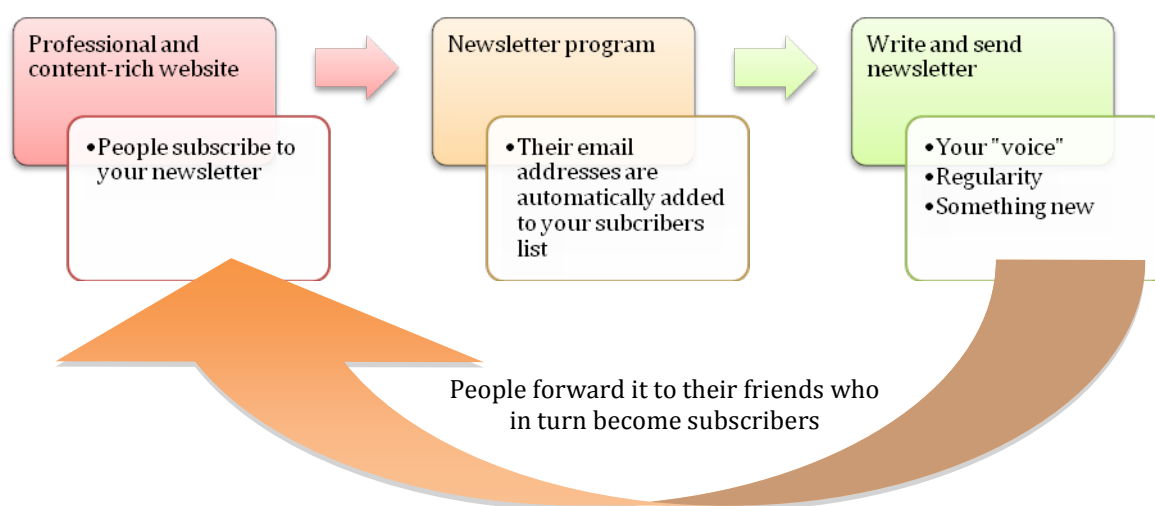 Professional and
content-rich website
•People subscribe to
your newsletter
Newsletter program
•Their email
addresses are
automatically added
to your subcribers
list
Write and send
newsletter
•Your "voice"
•Regularity
•Something new
People forward it to their friends who
in turn become subscribers